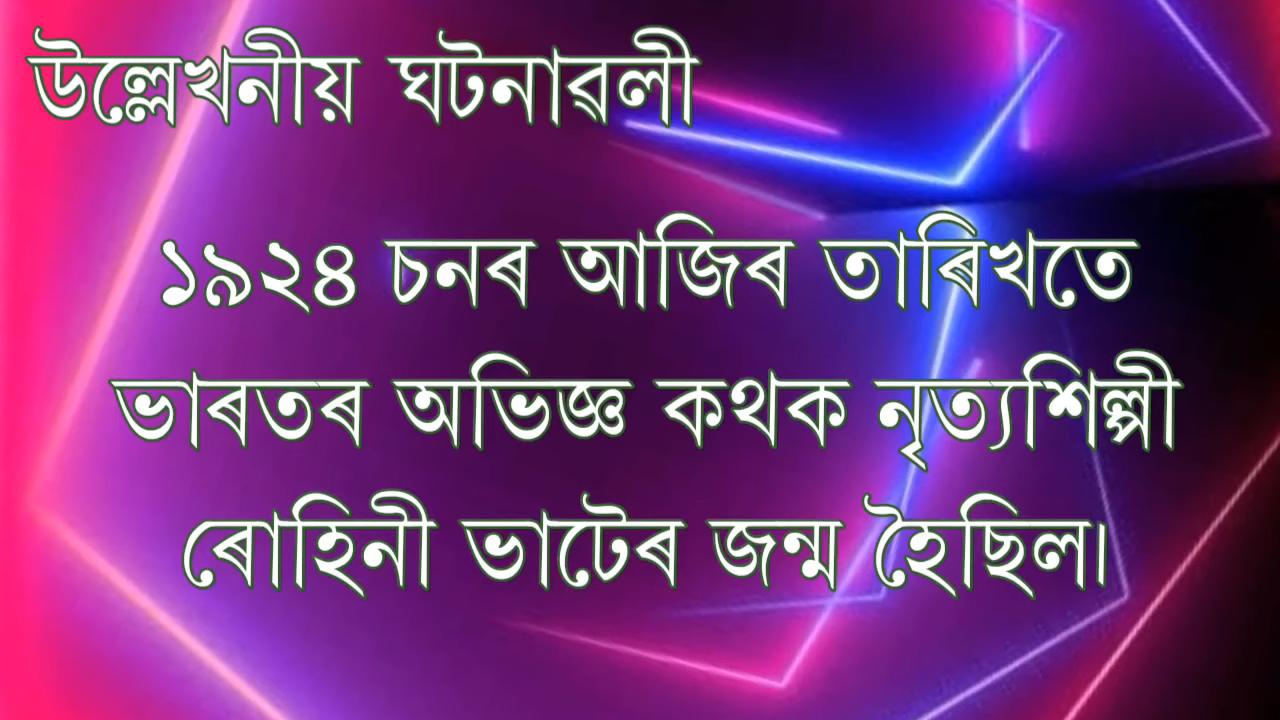 উল্লেখনীয় ঘটনাৱলী
১৯২৪ চনৰ আজিৰ তাৰিখতে
ভাৰতৰ অভিজ্ঞ কথক নৃত্যশিল্পী
ৰোহিনী ভাটেৰ জন্ম হৈছিল।